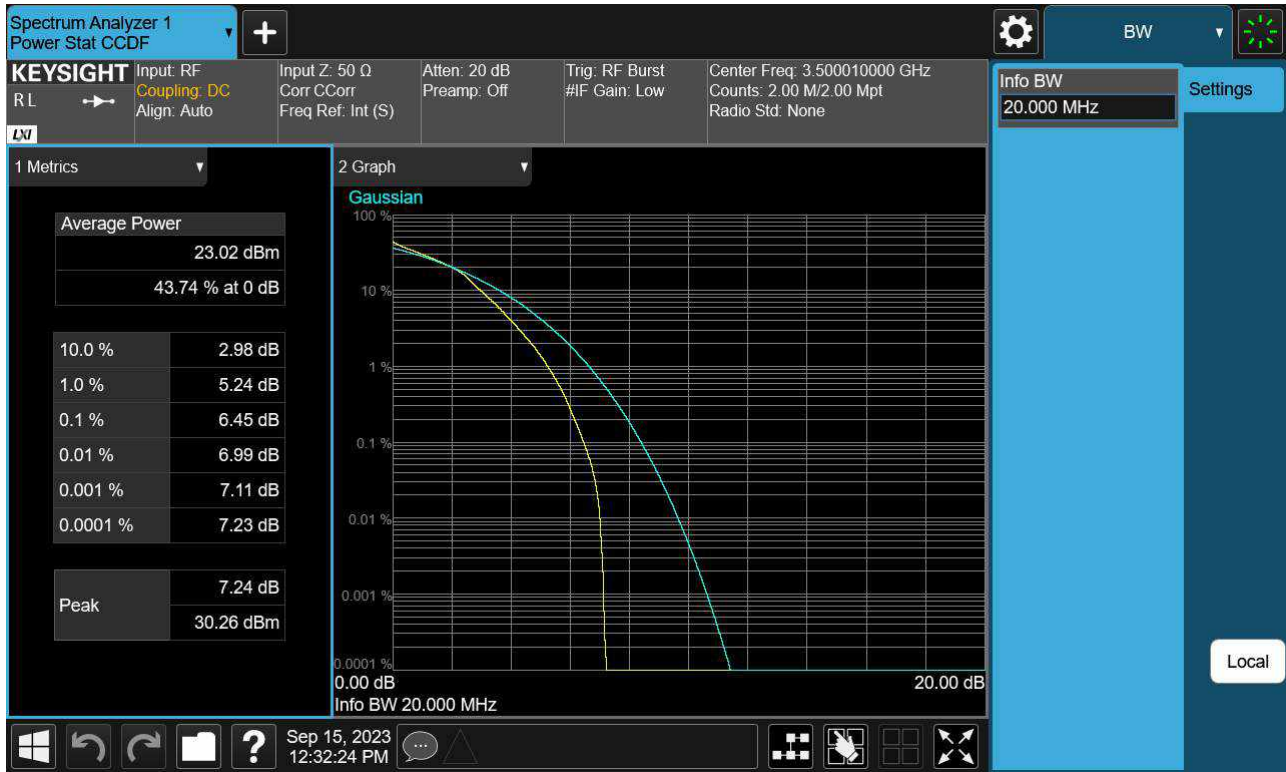 Spectrum Analyzer 1
Power Stat CCDF
BW
KEYSIGHT
RL
LXI
Input: RF
Coupling: DC
Align: Auto
Input Z: 50 Ω
Corr CCorr
Freq Ref: Int (S)
Atten: 20 dB
Preamp: Off
Trig: RF Burst
#IF Gain: Low
Center Freq: 3.500010000 GHz
Counts: 2.00 M/2.00 Mpt
Radio Std: None
Info BW
20.000 MHz
Settings
1 Metrics
Average Power
23.02 dBm
43.74 % at 0 dB
10.0 % 2.98 dB
1.0 % 5.24 dB
0.1 % 6.45 dB
0.01 % 6.99 dB
0.001 % 7.11 dB
0.0001 % 7.23 dB
Peak
7.24 dB
30.26 dBm
2 Graph
Gaussian
100 %
10 %
1 %
0.1 %
0.01 %
0.001 %
0.0001 %
0.00 dB 20.00 dB
Info BW 20.000 MHz
Local
?
Sep 15, 2023
12:32:24 PM